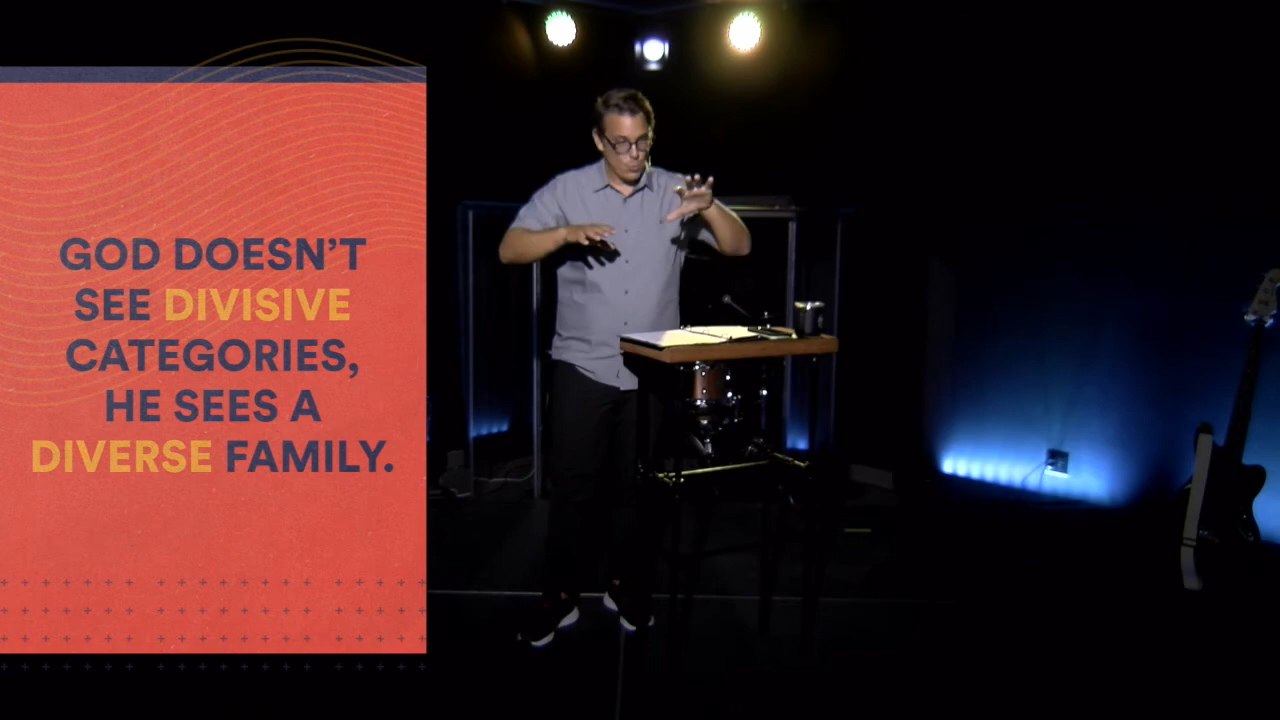 GOD DOESN’T
SEE DIVISIVE
CATEGORIES,
HE SEES A
DIVERSE FAMILY.